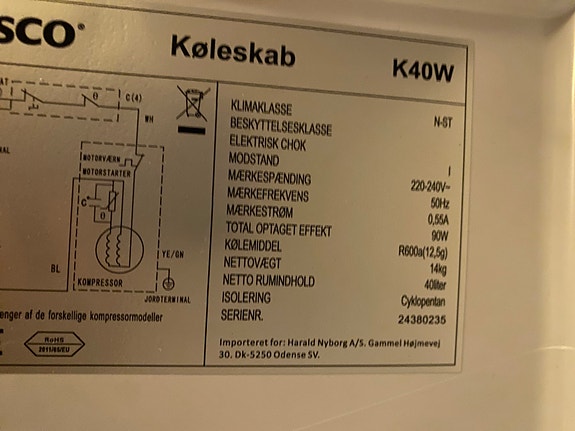 SCO®
Køleskab
K40W
C(4)
WH
MOTORVÆRN
MOTORSTARTER
C*
θ
YE/GN
BL
KOMPRESSOR
JORDTERMINAL
enger af de forskellige kompressormodeller
RoHS
2011/65/EU
KLIMAKLASSE N-ST
BESKYTTELSESKLASSE
ELEKTRISK CHOK
MODSTAND I
MÆRKESPÆNDING 220-240V~
MÆRKEFREKVENS 50Hz
MÆRKESTRØM 0,55A
TOTAL OPTAGET EFFEKT 90W
KØLEMIDDEL R600a(12,5g)
NETTOVÆGT 14kg
NETTO RUMINDHOLD 40liter
ISOLERING Cyklopentan
SERIENR. 24380235
Importeret for: Harald Nyborg A/S. Gammel Højmevej
30. Dk-5250 Odense SV.